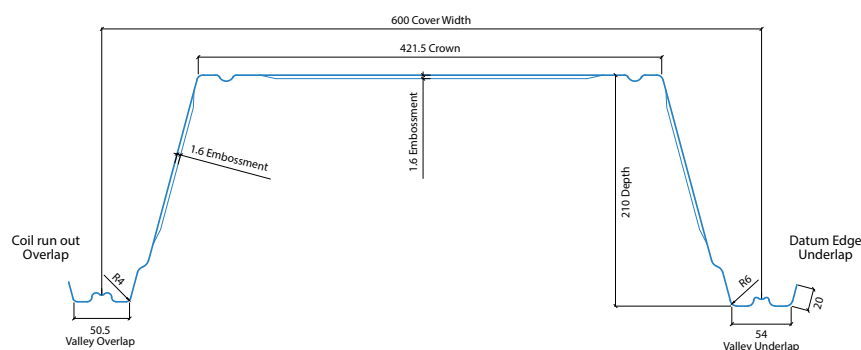 600 Cover Width
421.5 Crown
1.6 Embossment
1.6 Embossment
210 Depth
Coil run out
Overlap
Datum Edge
Underlap
R4
R6
20
50.5
Valley Overlap
54
Valley Underlap